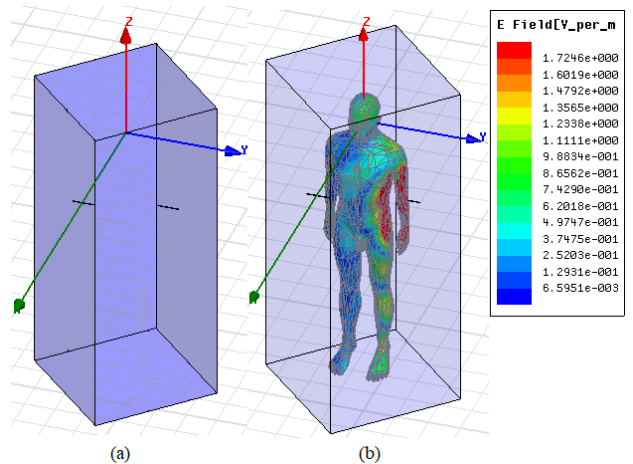 Z
Y
Z
Y
E Field[V_per_m
1.7246e+000
1.6019e+000
1.4792e+000
1.3565e+000
1.2338e+000
1.1111e+000
9.8834e-001
8.6562e-001
7.4290e-001
6.2018e-001
4.9747e-001
3.7475e-001
2.5203e-001
1.2931e-001
6.5951e-003
(a)
(b)